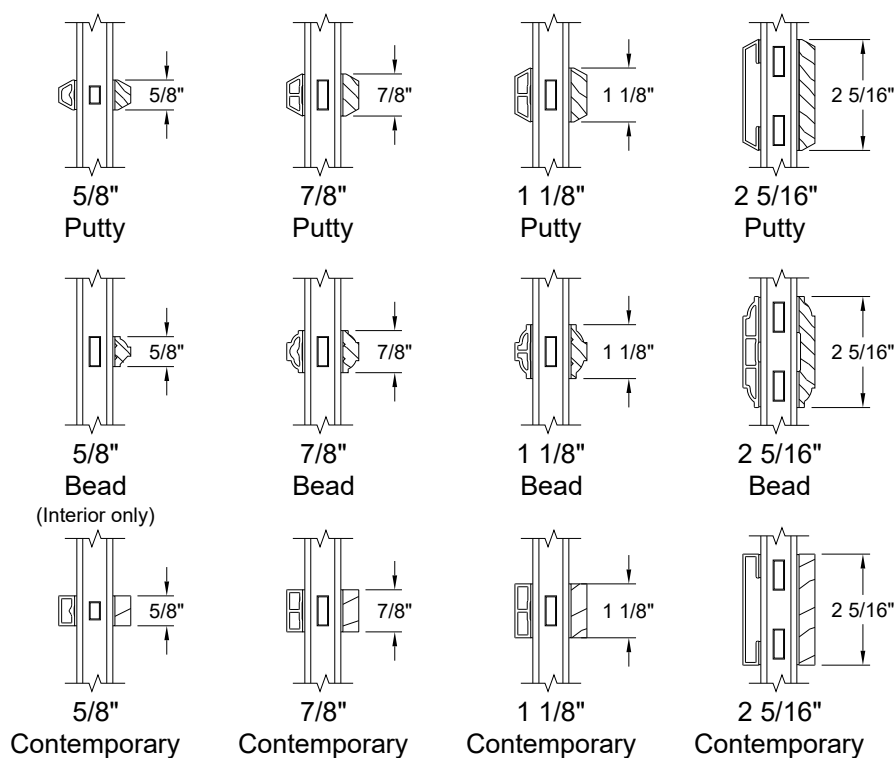 5/8"
7/8"
1 1/8"
2 5/16"
5/8"
Putty
7/8"
Putty
1 1/8"
Putty
2 5/16"
Putty
5/8"
7/8"
1 1/8"
2 5/16"
5/8"
Bead
(Interior only)
7/8"
Bead
1 1/8"
Bead
2 5/16"
Bead
5/8"
7/8"
1 1/8"
2 5/16"
5/8"
Contemporary
7/8"
Contemporary
1 1/8"
Contemporary
2 5/16"
Contemporary